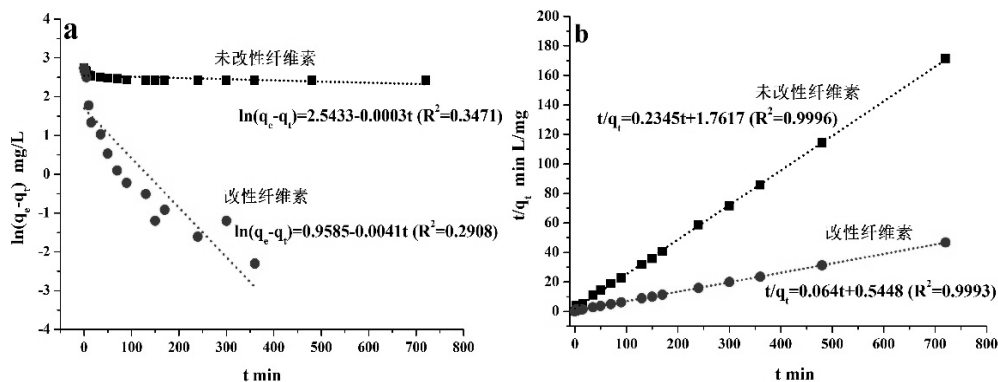 a
未改性纤维素
ln(qe-qt)=2.5433-0.0003t (R²=0.3471)
改性纤维素
ln(qe-qt)=0.9585-0.0041t (R²=0.2908)
ln(qe-qt) mg/L
4
3
2
1
0
-1
-2
-3
-4
0 100 200 300 400 500 600 700 800
t min
b
未改性纤维素
t/qt=0.2345t+1.7617 (R²=0.9996)
改性纤维素
t/qt=0.064t+0.5448 (R²=0.9993)
t/qt min L/mg
200
180
160
140
120
100
80
60
40
20
0
0 100 200 300 400 500 600 700 800
t min